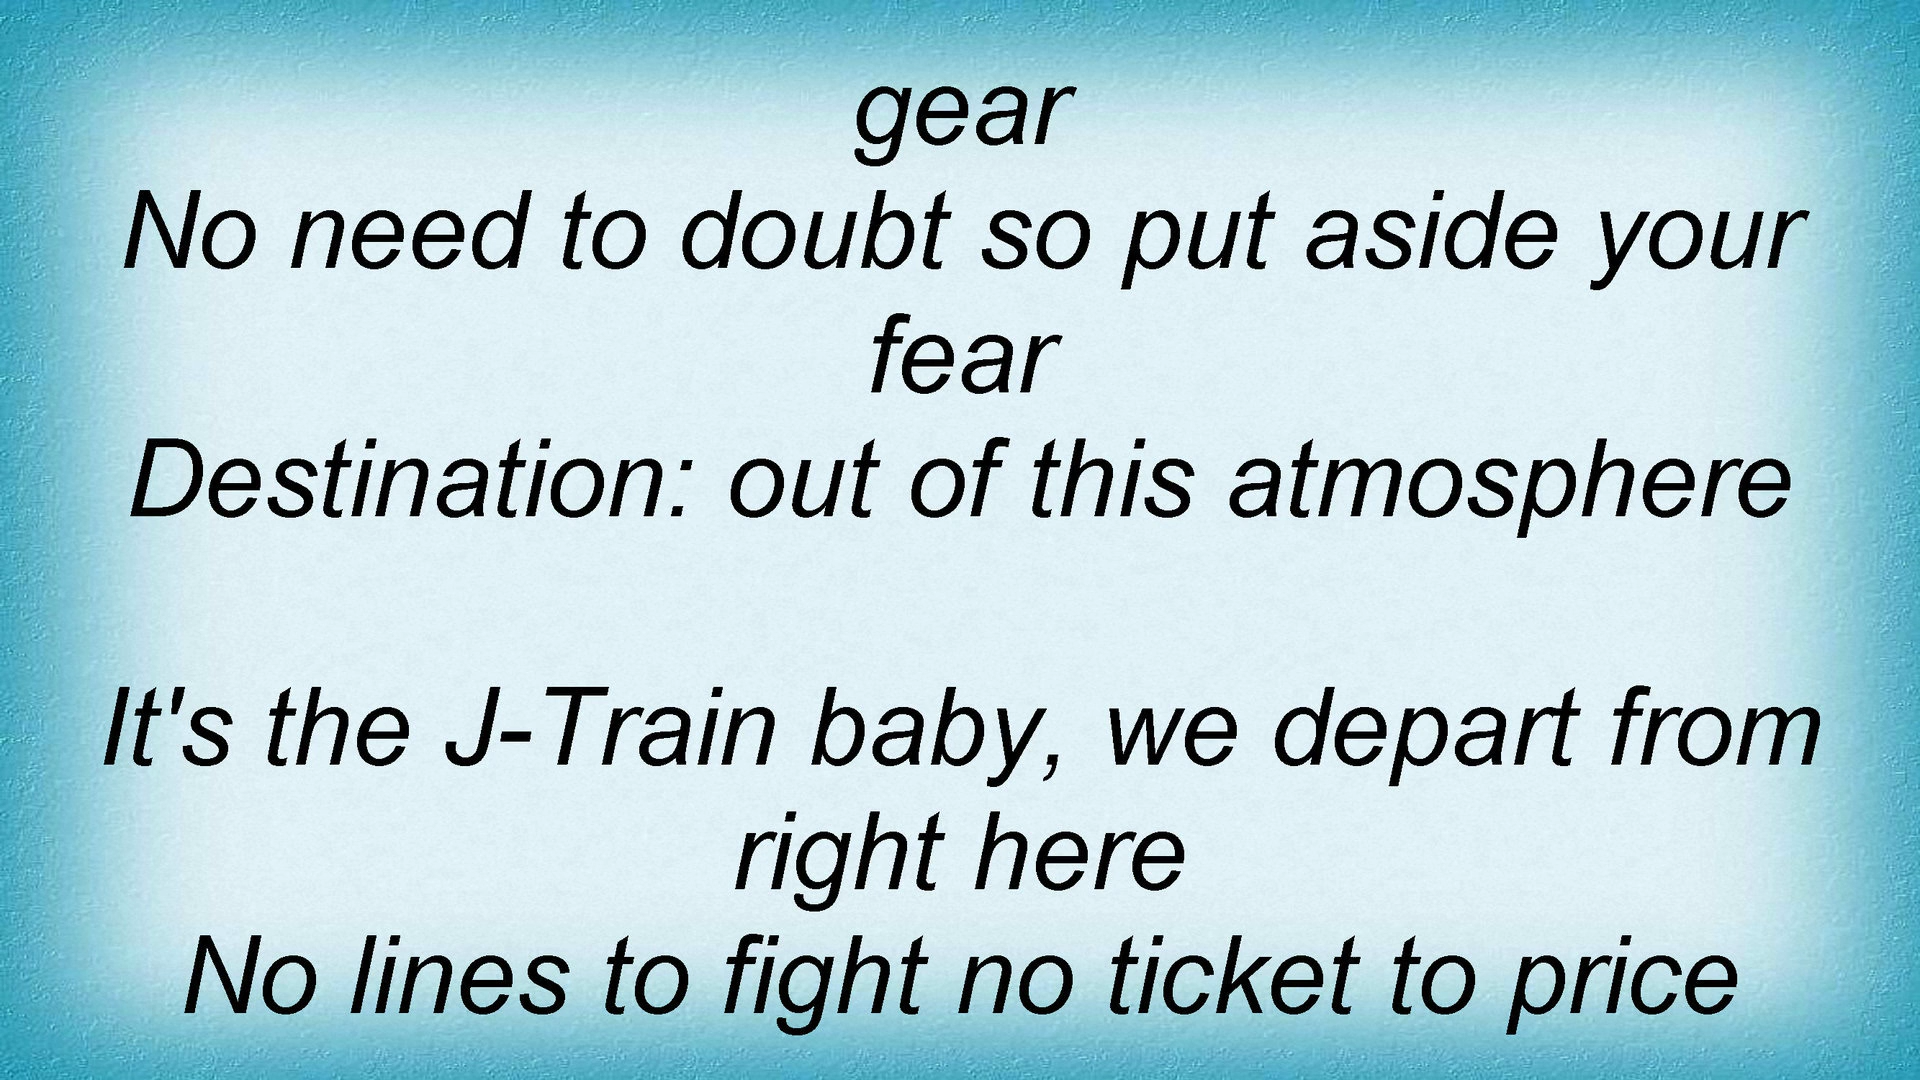 gear
No need to doubt so put aside your
fear
Destination: out of this atmosphere
It's the J-Train baby, we depart from
right here
No lines to fight no ticket to price